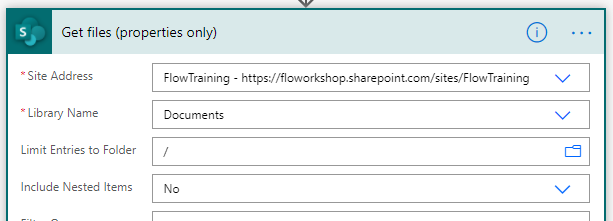 S
Get files (properties only)
* Site Address
FlowTraining - https://floworkshop.sharepoint.com/sites/FlowTraining
* Library Name
Documents
Limit Entries to Folder
/
Include Nested Items
No